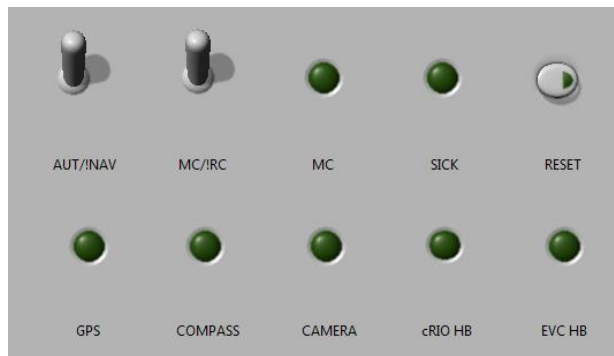 AUT/!NAV MC/!RC MC SICK RESET
GPS COMPASS CAMERA cRIO HB EVC HB